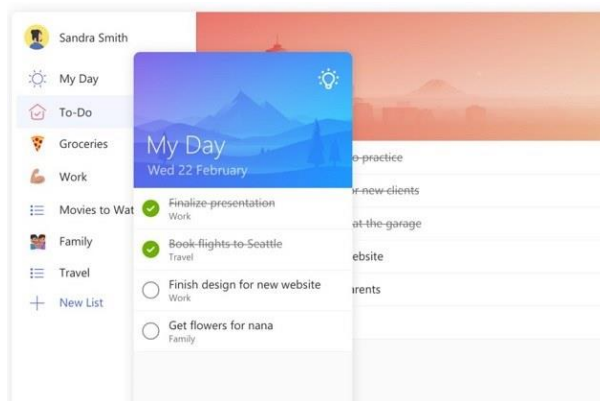 Sandra Smith
My Day
To-Do
Groceries
Work
Movies to Wat
Family
Travel
New List
My Day
Wed 22 February
Finalize presentation
Work
Book flights to Seattle
Travel
Finish design for new website
Work
Get flowers for nana
Family
o practice
or new clients
at the garage
ebsite
arents